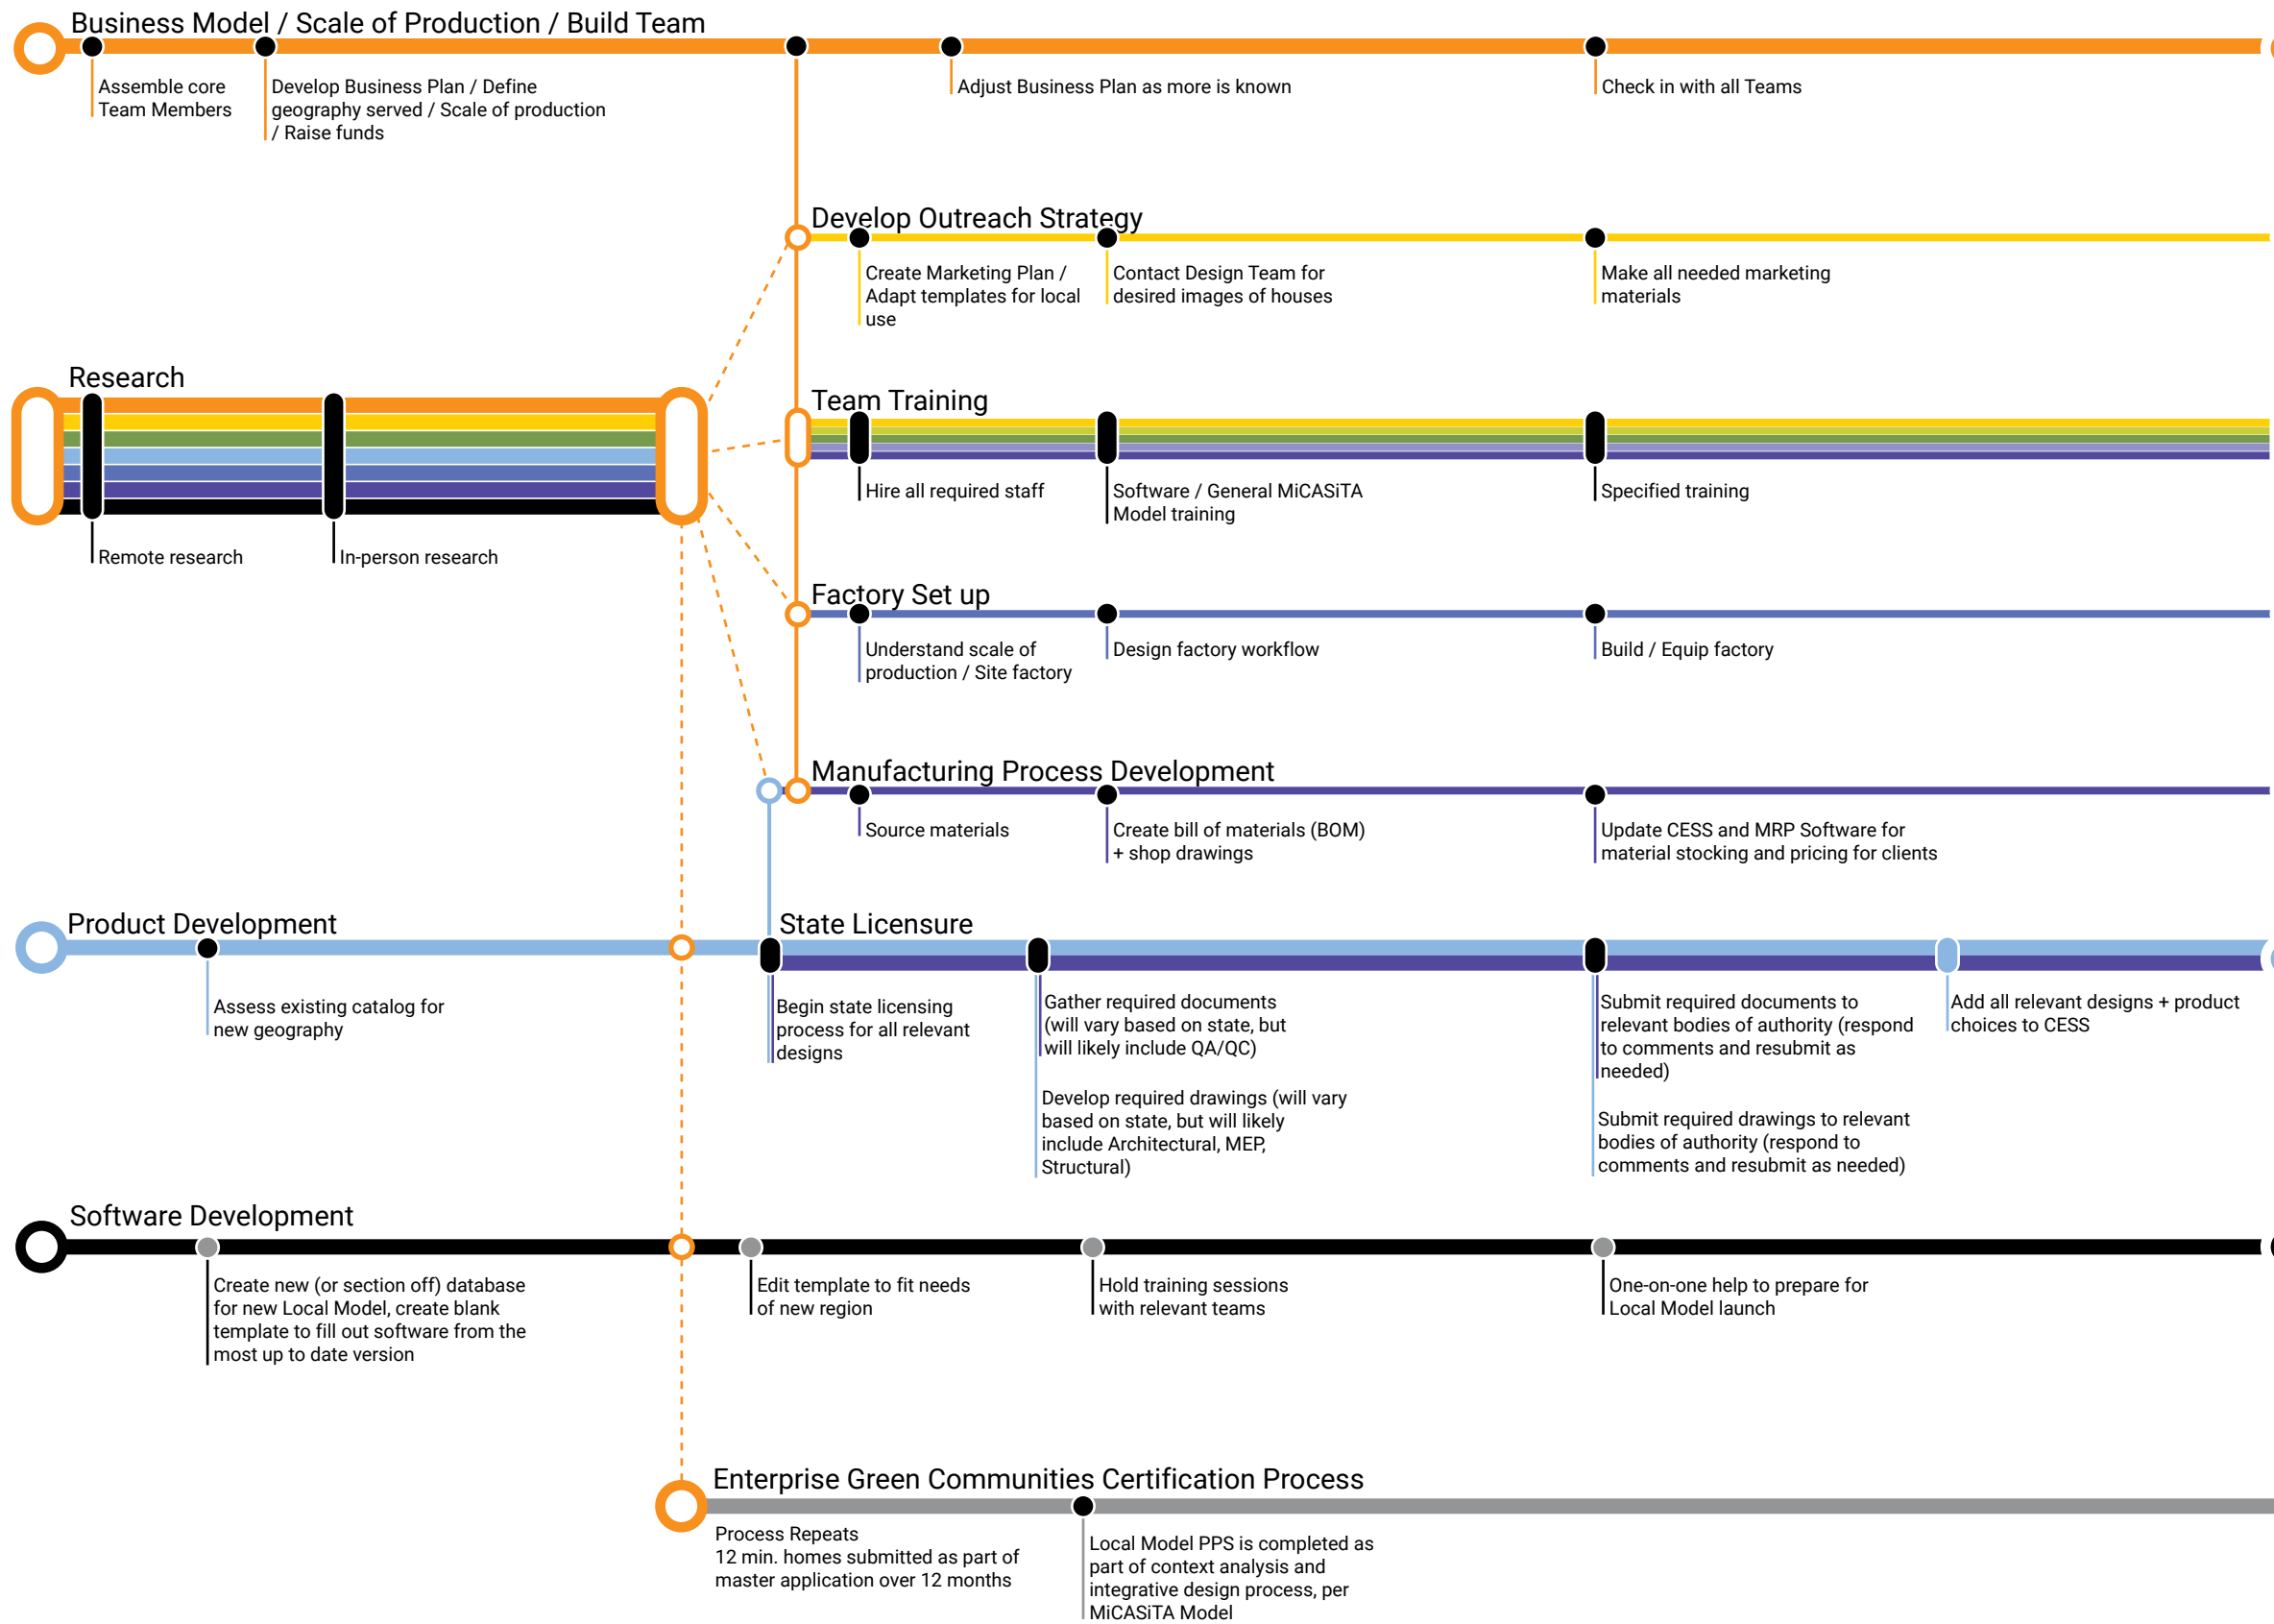 Business Model / Scale of Production / Build Team
Assemble core
Team Members
Develop Business Plan / Define
geography served / Scale of production
/ Raise funds
Adjust Business Plan as more is known
Check in with all Teams
Develop Outreach Strategy
Create Marketing Plan /
Adapt templates for local
use
Contact Design Team for
desired images of houses
Make all needed marketing
materials
Research
Remote research
In-person research
Team Training
Hire all required staff
Software / General MiCASiTA
Model training
Specified training
Factory Set up
Understand scale of
production / Site factory
Design factory workflow
Build / Equip factory
Manufacturing Process Development
Source materials
Create bill of materials (BOM)
+ shop drawings
Update CESS and MRP Software for
material stocking and pricing for clients
Product Development
Assess existing catalog for
new geography
State Licensure
Begin state licensing
process for all relevant
designs
Gather required documents
(will vary based on state, but
will likely include QA/QC)
Develop required drawings (will vary
based on state, but will likely
include Architectural, MEP,
Structural)
Submit required documents to
relevant bodies of authority (respond
to comments and resubmit as
needed)
Submit required drawings to relevant
bodies of authority (respond to
comments and resubmit as needed)
Add all relevant designs + product
choices to CESS
Software Development
Create new (or section off) database
for new Local Model, create blank
template to fill out software from the
most up to date version
Edit template to fit needs
of new region
Hold training sessions
with relevant teams
One-on-one help to prepare for
Local Model launch
Enterprise Green Communities Certification Process
Process Repeats
12 min. homes submitted as part of
master application over 12 months
Local Model PPS is completed as
part of context analysis and
integrative design process, per
MiCASiTA Model